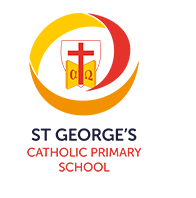 α Ω
ST GEORGE'S
CATHOLIC PRIMARY
SCHOOL